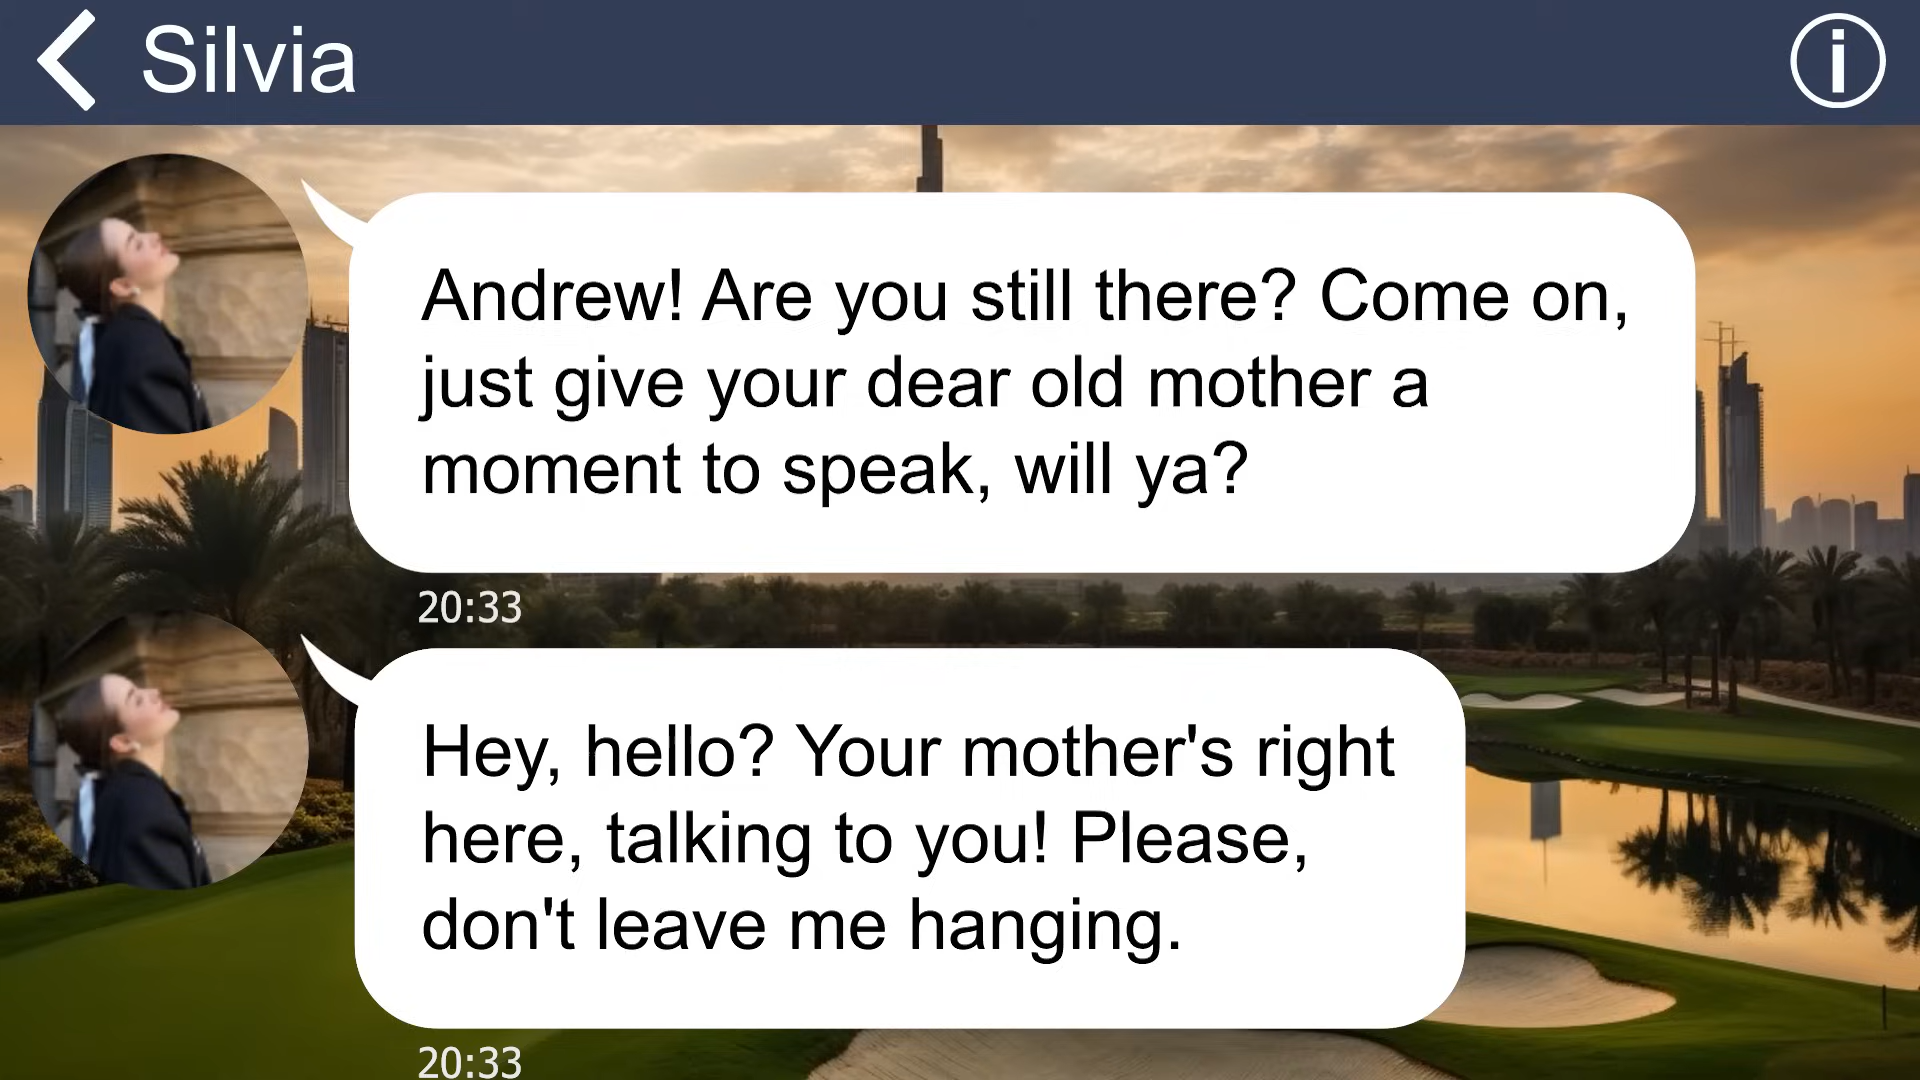 Silvia
Andrew! Are you still there? Come on,
just give your dear old mother a
moment to speak, will ya?
20:33
Hey, hello? Your mother's right
here, talking to you! Please,
don't leave me hanging.
20:33